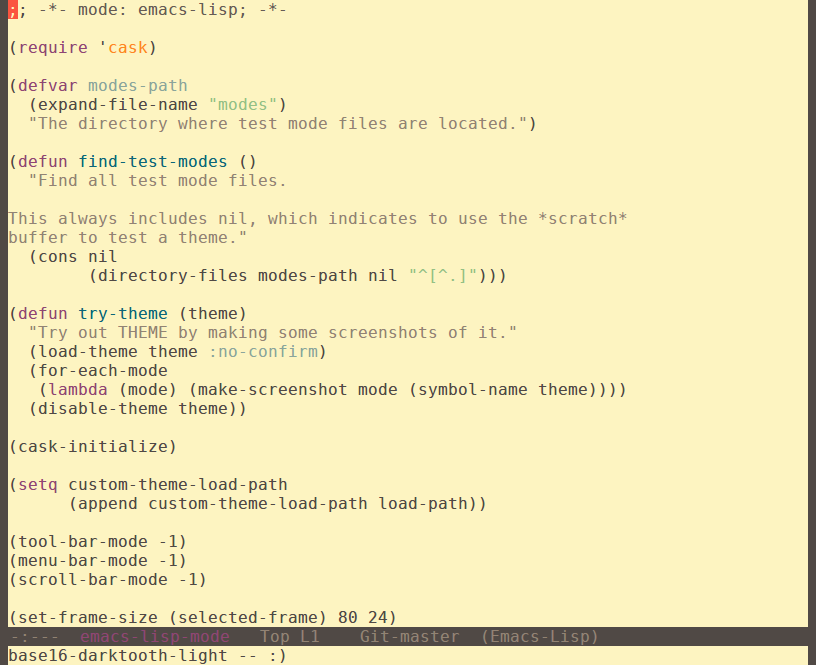 ;; -*- mode: emacs-lisp; -*-

(require 'cask)

(defvar modes-path
  (expand-file-name "modes")
  "The directory where test mode files are located.")

(defun find-test-modes ()
  "Find all test mode files.

This always includes nil, which indicates to use the *scratch*
buffer to test a theme."
  (cons nil
        (directory-files modes-path nil "^[^.]")))

(defun try-theme (theme)
  "Try out THEME by making some screenshots of it."
  (load-theme theme :no-confirm)
  (for-each-mode
   (lambda (mode) (make-screenshot mode (symbol-name theme))))
  (disable-theme theme))

(cask-initialize)

(setq custom-theme-load-path
      (append custom-theme-load-path load-path))

(tool-bar-mode -1)
(menu-bar-mode -1)
(scroll-bar-mode -1)

(set-frame-size (selected-frame) 80 24)
-:---  emacs-lisp-mode   Top L1    Git-master  (Emacs-Lisp)
base16-darktooth-light -- :)